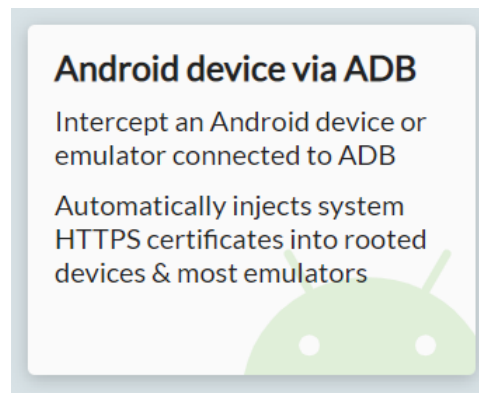 Android device via ADB
Intercept an Android device or
emulator connected to ADB
Automatically injects system
HTTPS certificates into rooted
devices & most emulators